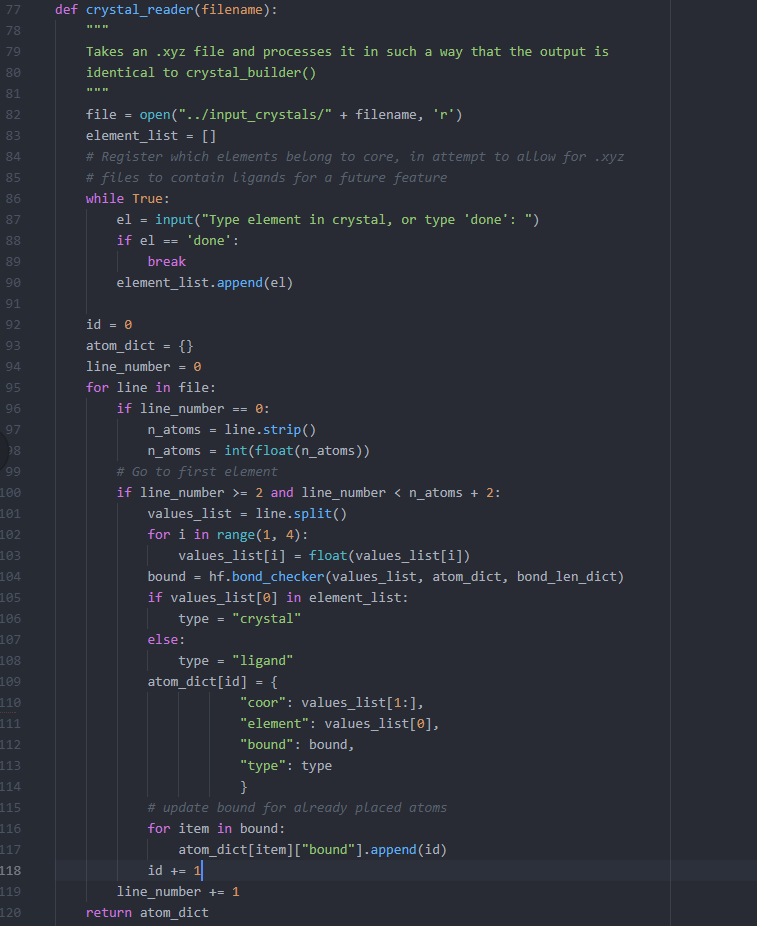 77 def crystal_reader(filename):
78 """
79 Takes an .xyz file and processes it in such a way that the output is
80 identical to crystal_builder()
81 """
82 file = open("../input_crystals/" + filename, 'r')
83 element_list = []
84 # Register which elements belong to core, in attempt to allow for .xyz
85 # files to contain ligands for a future feature
86 while True:
87 el = input("Type element in crystal, or type 'done': ")
88 if el == 'done':
89 break
90 element_list.append(el)
91
92 id = 0
93 atom_dict = {}
94 line_number = 0
95 for line in file:
96 if line_number == 0:
97 n_atoms = line.strip()
98 n_atoms = int(float(n_atoms))
99 # Go to first element
100 if line_number >= 2 and line_number < n_atoms + 2:
101 values_list = line.split()
102 for i in range(1, 4):
103 values_list[i] = float(values_list[i])
104 bound = hf.bond_checker(values_list, atom_dict, bond_len_dict)
105 if values_list[0] in element_list:
106 type = "crystal"
107 else:
108 type = "ligand"
109 atom_dict[id] = {
110 "coor": values_list[1:],
111 "element": values_list[0],
112 "bound": bound,
113 "type": type
114 }
115 # update bound for already placed atoms
116 for item in bound:
117 atom_dict[item]["bound"].append(id)
118 id += 1
119 line_number += 1
120 return atom_dict